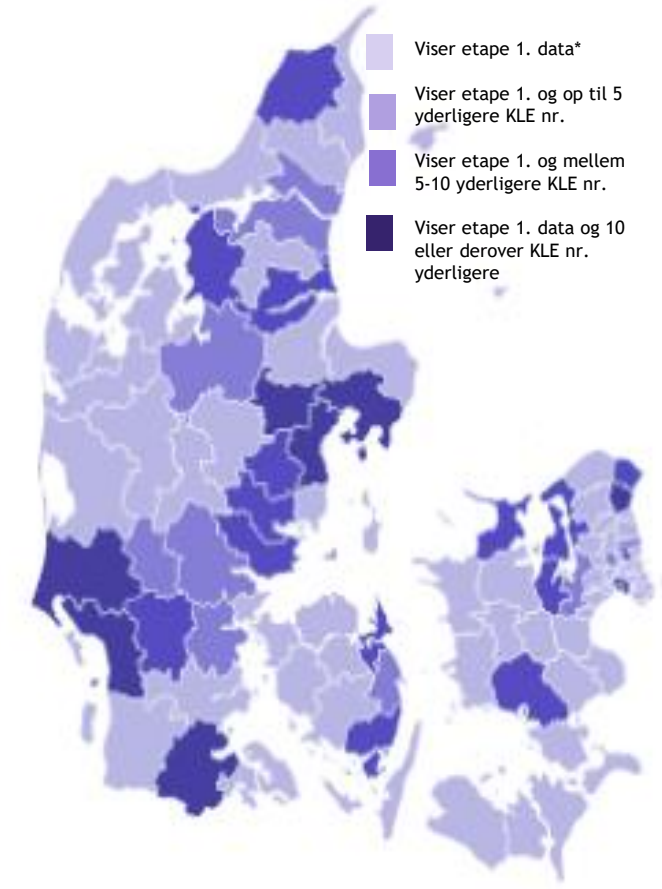 Viser etape 1. data*
Viser etape 1. og op til 5
yderligere KLE nr.
Viser etape 1. og mellem
5-10 yderligere KLE nr.
Viser etape 1. data og 10
eller derover KLE nr.
yderligere